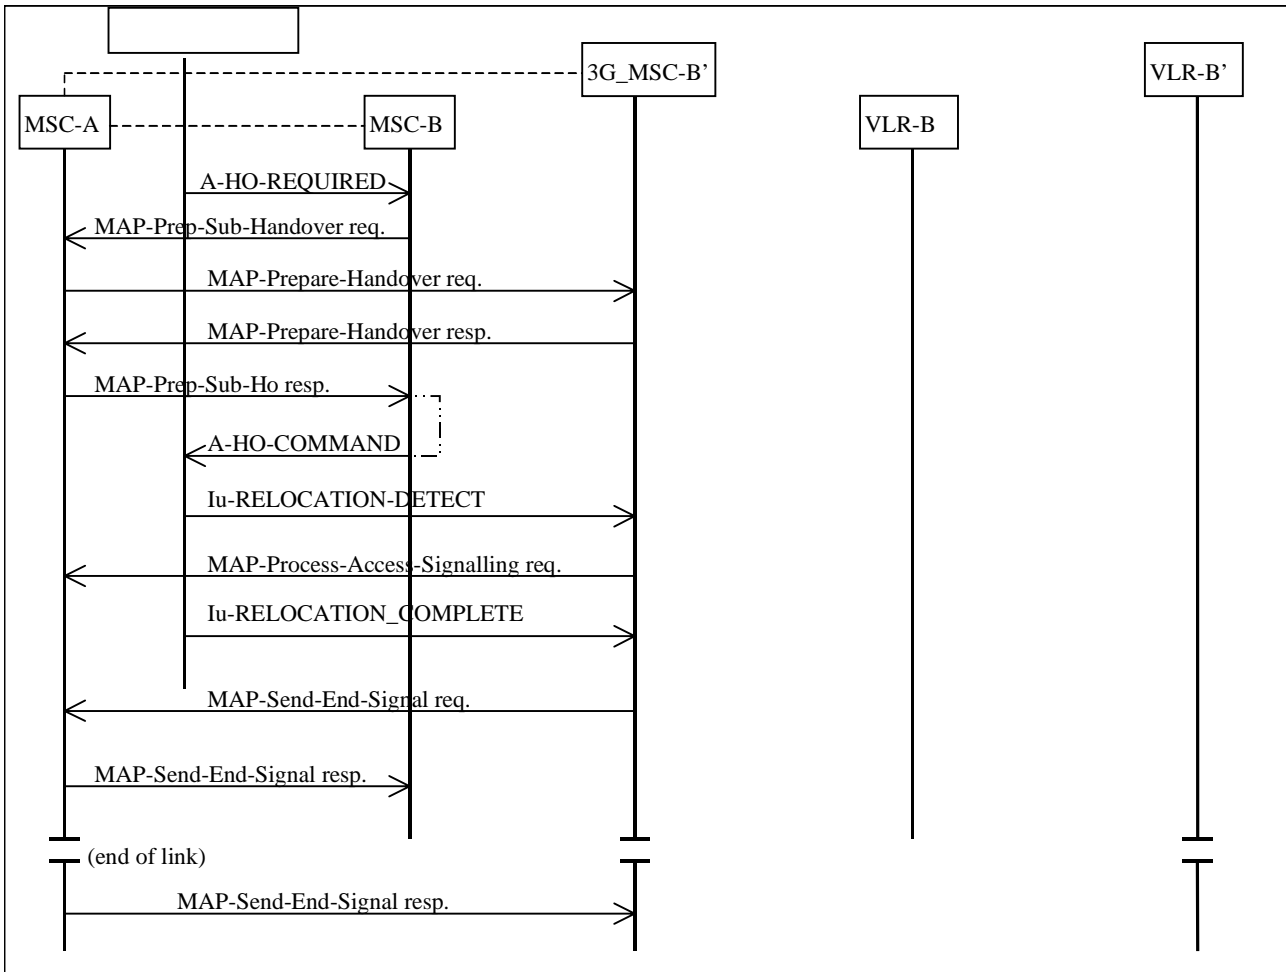 3G_MSC-B’
VLR-B’
MSC-A
MSC-B
VLR-B
A-HO-REQUIRED
MAP-Prep-Sub-Handover req.
MAP-Prepare-Handover req.
MAP-Prepare-Handover resp.
MAP-Prep-Sub-Ho resp.
A-HO-COMMAND
Iu-RELOCATION-DETECT
MAP-Process-Access-Signalling req.
Iu-RELOCATION_COMPLETE
MAP-Send-End-Signal req.
MAP-Send-End-Signal resp.
(end of link)
MAP-Send-End-Signal resp.